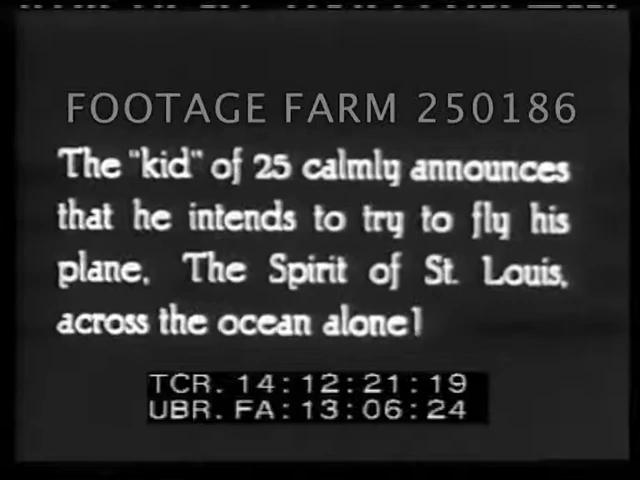 FOOTAGE FARM 250186
The "kid" of 25 calmly announces
that he intends to try to fly his
plane, The Spirit of St. Louis,
across the ocean alone!
TCR. 14:12:21:19
UBR. FA:13:06:24